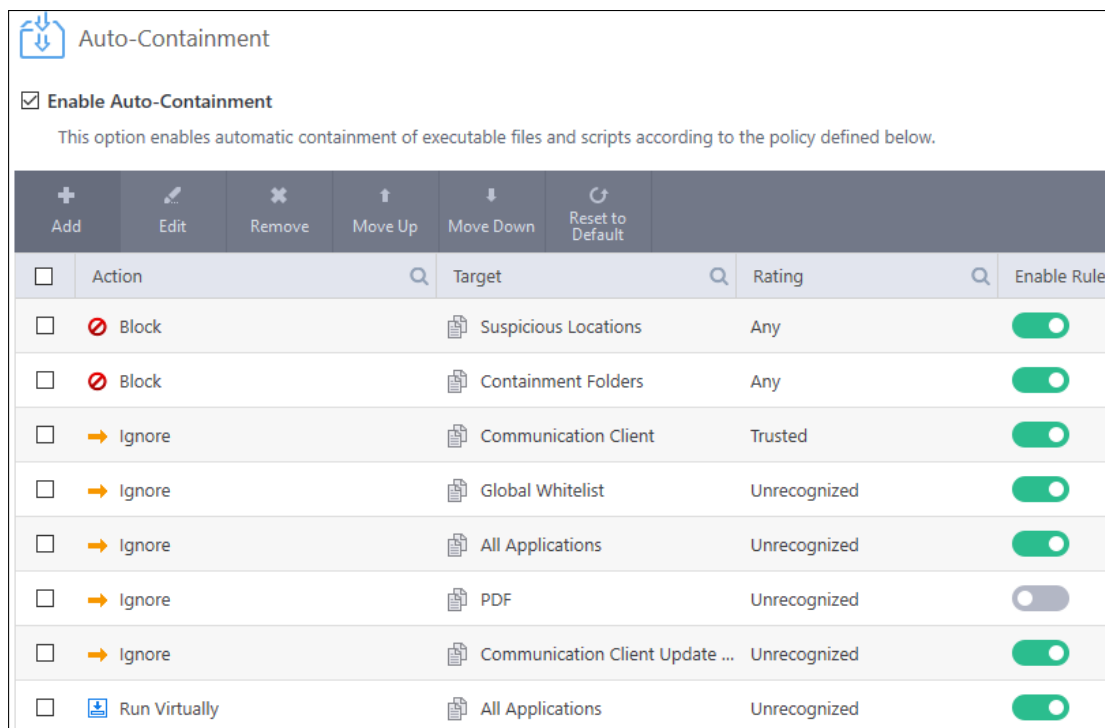 Auto-Containment
Enable Auto-Containment
This option enables automatic containment of executable files and scripts according to the policy defined below.
Add Edit Remove Move Up Move Down Reset to
Default
Action Target Rating Enable Rule
Block Suspicious Locations Any
Block Containment Folders Any
Ignore Communication Client Trusted
Ignore Global Whitelist Unrecognized
Ignore All Applications Unrecognized
Ignore PDF Unrecognized
Ignore Communication Client Update ... Unrecognized
Run Virtually All Applications Unrecognized